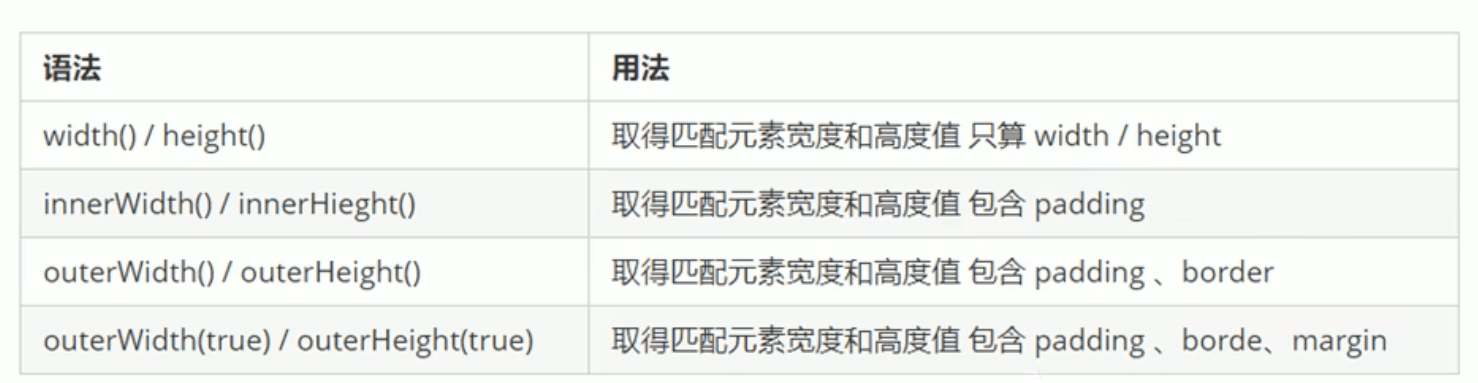 语法 用法
width() / height() 取得匹配元素宽度和高度值 只算 width / height
innerWidth() / innerHieght() 取得匹配元素宽度和高度值 包含 padding
outerWidth() / outerHeight() 取得匹配元素宽度和高度值 包含 padding 、border
outerWidth(true) / outerHeight(true) 取得匹配元素宽度和高度值 包含 padding 、borde、margin